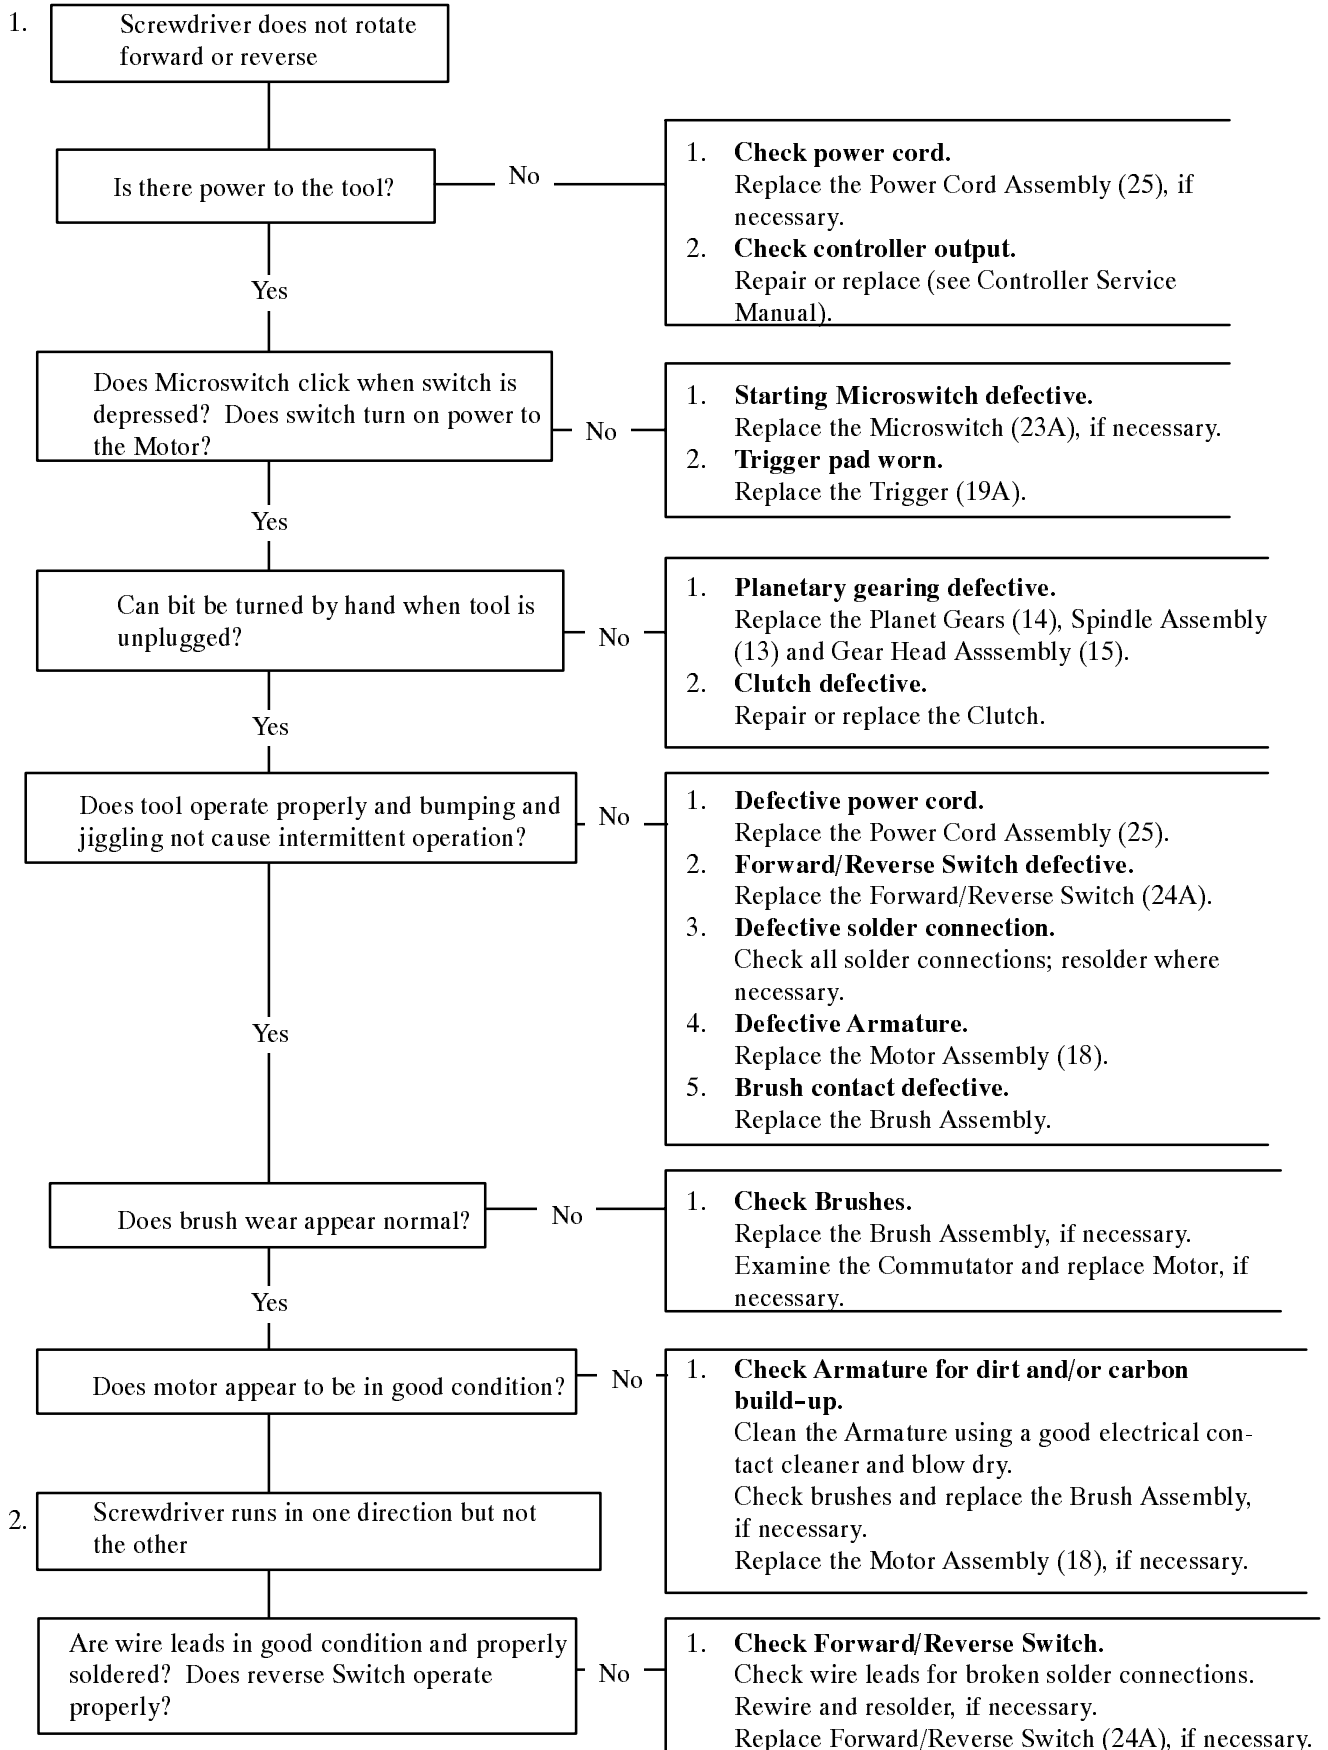 1.
Screwdriver does not rotate
forward or reverse
Is there power to the tool?
No
1. Check power cord.
Replace the Power Cord Assembly (25), if
necessary.
2. Check controller output.
Repair or replace (see Controller Service
Manual).
Yes
Does Microswitch click when switch is
depressed? Does switch turn on power to
the Motor?
No
1. Starting Microswitch defective.
Replace the Microswitch (23A), if necessary.
2. Trigger pad worn.
Replace the Trigger (19A).
Yes
Can bit be turned by hand when tool is
unplugged?
No
1. Planetary gearing defective.
Replace the Planet Gears (14), Spindle Assembly
(13) and Gear Head Asssembly (15).
2. Clutch defective.
Repair or replace the Clutch.
Yes
Does tool operate properly and bumping and
jiggling not cause intermittent operation?
No
1. Defective power cord.
Replace the Power Cord Assembly (25).
2. Forward/Reverse Switch defective.
Replace the Forward/Reverse Switch (24A).
3. Defective solder connection.
Check all solder connections; resolder where
necessary.
4. Defective Armature.
Replace the Motor Assembly (18).
5. Brush contact defective.
Replace the Brush Assembly.
Yes
Does brush wear appear normal?
No
1. Check Brushes.
Replace the Brush Assembly, if necessary.
Examine the Commutator and replace Motor, if
necessary.
Yes
Does motor appear to be in good condition?
No
1. Check Armature for dirt and/or carbon
build-up.
Clean the Armature using a good electrical con-
tact cleaner and blow dry.
Check brushes and replace the Brush Assembly,
if necessary.
Replace the Motor Assembly (18), if necessary.
2.
Screwdriver runs in one direction but not
the other
Are wire leads in good condition and properly
soldered? Does reverse Switch operate
properly?
No
1. Check Forward/Reverse Switch.
Check wire leads for broken solder connections.
Rewire and resolder, if necessary.
Replace Forward/Reverse Switch (24A), if necessary.